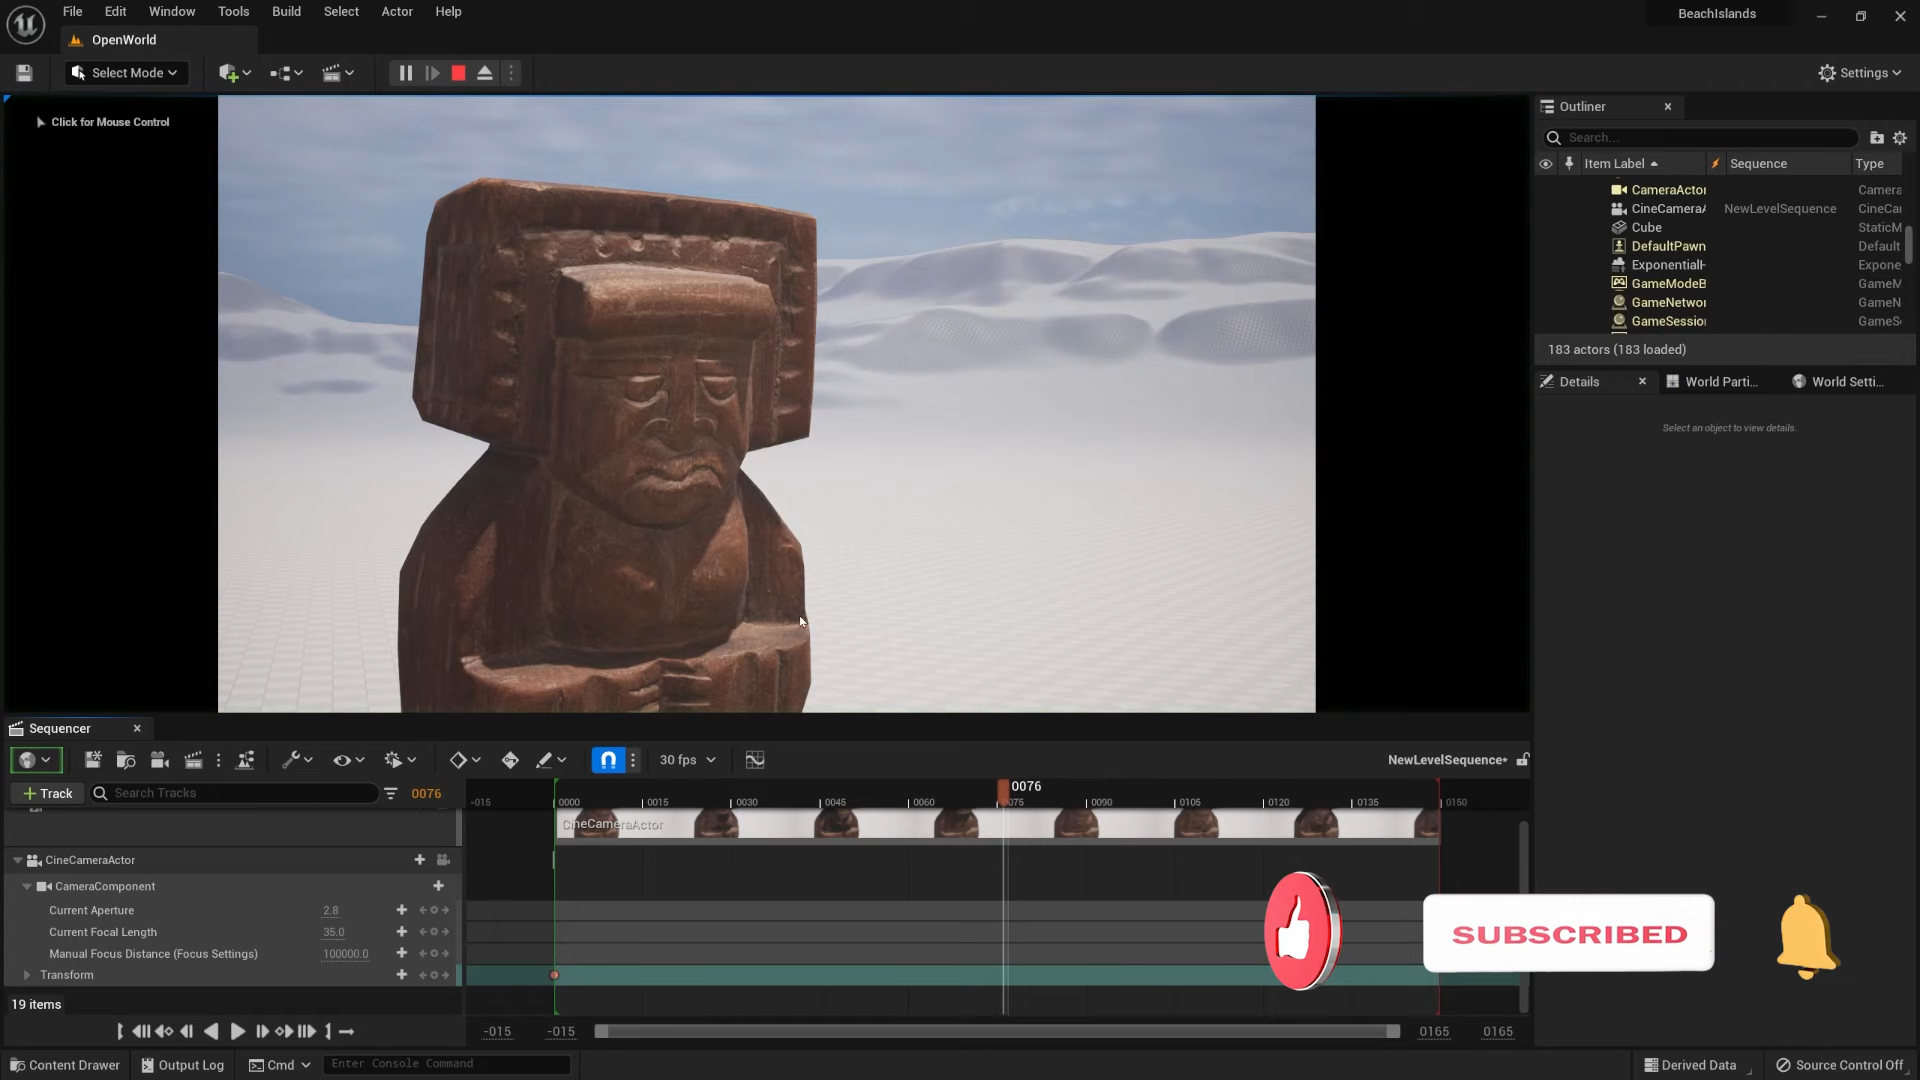 File Edit Window Tools Build Select Actor Help
BeachIslands
OpenWorld
Select Mode
Settings
Click for Mouse Control
Outliner
Search...
Item Label Sequence Type
CameraActor Camera
CineCameraA NewLevelSequence CineCar
Cube StaticM
DefaultPawn Default
ExponentialH Expone
GameModeB GameM
GameNetwor GameN
GameSession GameS
183 actors (183 loaded)
Details World Parti... World Setti...
Select an object to view details.
Sequencer
30 fps
NewLevelSequence*
Track
Search Tracks
0076
-015 0000 0015 0030 0045 0060 0075 0090 0105 0120 0135 0150
0076
CineCameraActor
CineCameraActor
CameraComponent
Current Aperture 2.8
Current Focal Length 35.0
Manual Focus Distance (Focus Settings) 100000.0
Transform
SUBSCRIBED
19 items
-015 -015 0165 0165
Content Drawer Output Log Cmd Enter Console Command
Derived Data Source Control Off